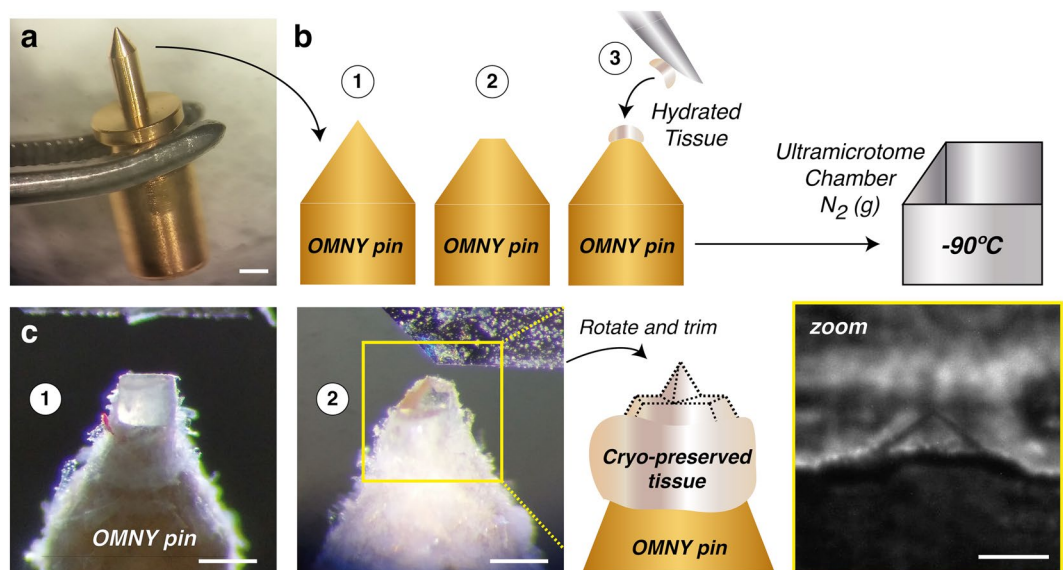 a
b
1
2
3
Hydrated
Tissue
Ultramicrotome
Chamber
N2 (g)
OMNY pin
OMNY pin
OMNY pin
-90ºC
c
1
2
Rotate and trim
zoom
Cryo-preserved
tissue
OMNY pin
OMNY pin